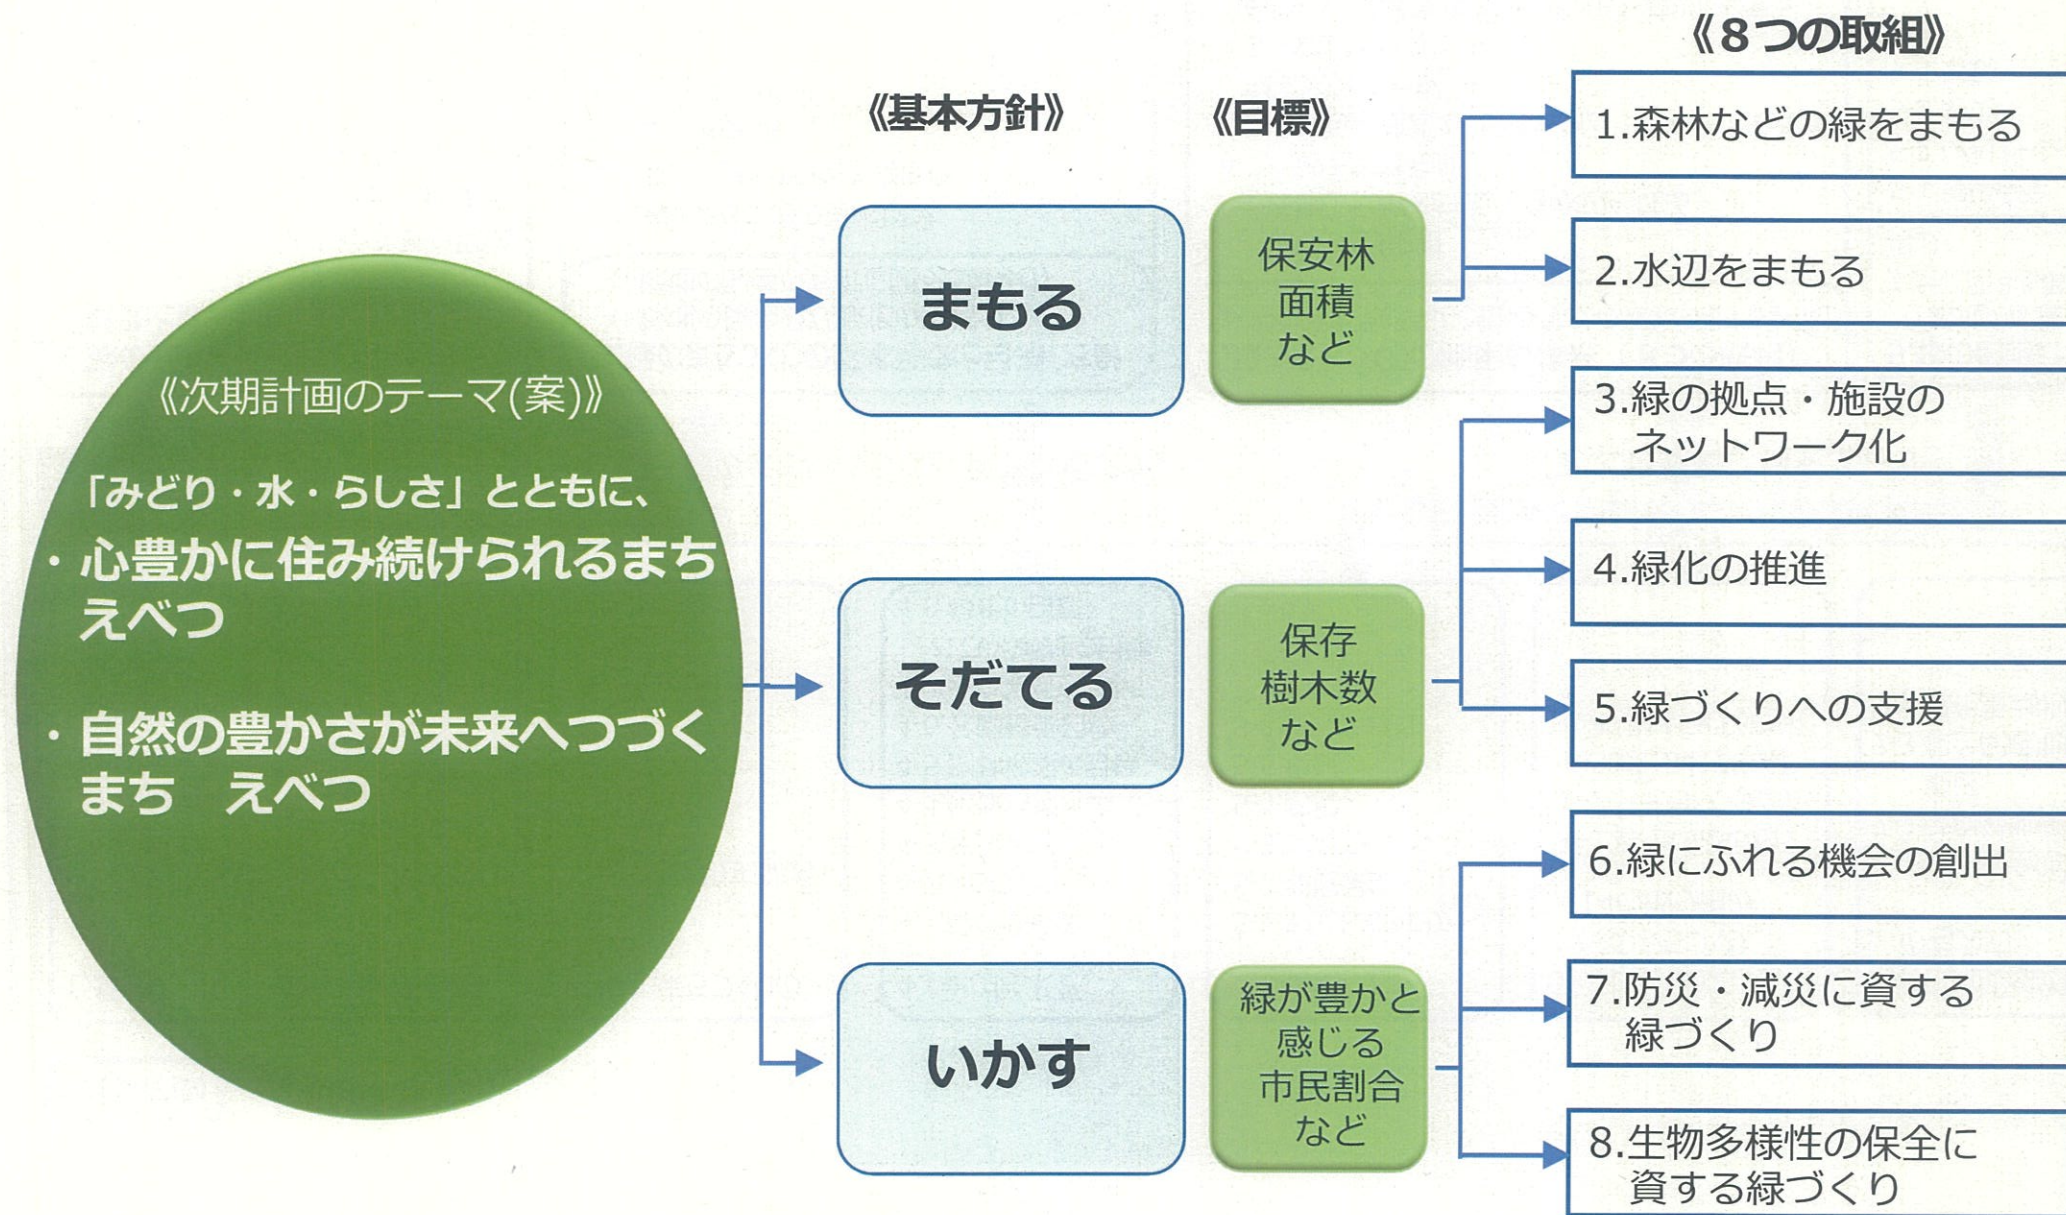 《8つの取組》
《基本方針》
《目標》
《次期計画のテーマ(案)》
「みどり・水・らしさ」とともに、
・心豊かに住み続けられるまち
えべつ
・自然の豊かさが未来へつづく
まち　えべつ
まもる
保安林
面積
など
1.森林などの緑をまもる
2.水辺をまもる
そだてる
保存
樹木数
など
3.緑の拠点・施設の
ネットワーク化
4.緑化の推進
5.緑づくりへの支援
いかす
緑が豊かと
感じる
市民割合
など
6.緑にふれる機会の創出
7.防災・減災に資する
緑づくり
8.生物多様性の保全に
資する緑づくり